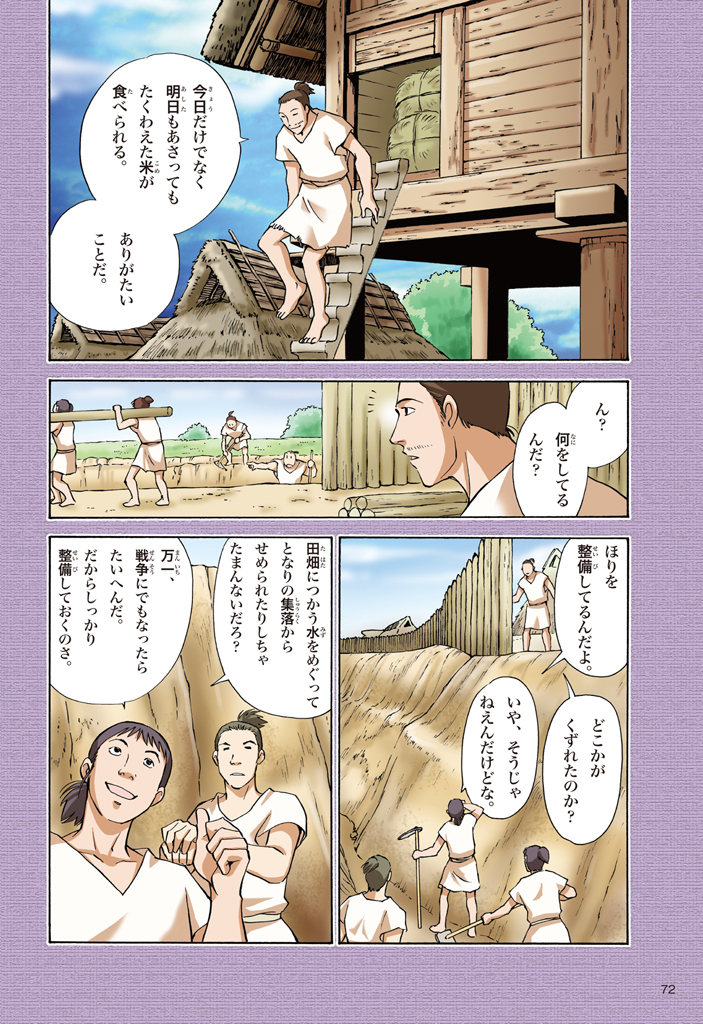 今日だけでなく
明日もあさっても
たくわえた米が
食べられる。
ありがたい
ことだ。
ん?
何をしてる
んだ?
ほりを
整備してるんだよ。
どこかが
くずれたのか?
いや、そうじゃ
ねえんだけどな。
田畑につかう水をめぐって
となりの集落から
せめられたりしちゃ
たまんないだろ?
万一、
戦争にでもなったら
たいへんだ。
だからしっかり
整備しておくのさ。
72